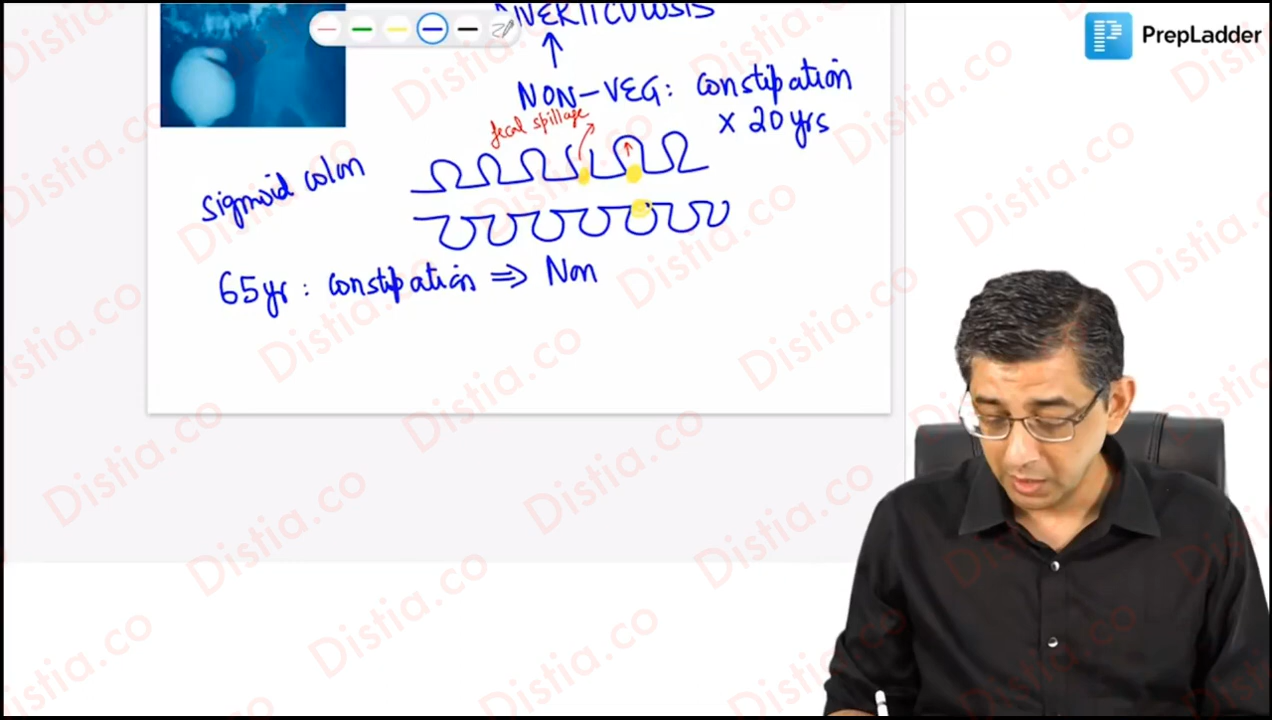 PrepLadder
DIVERTICULOSIS
NON-VEG: constipation
x 20 yrs
fecal spillage
sigmoid colon
65yr: constipation ⇒ Non
Distia.co